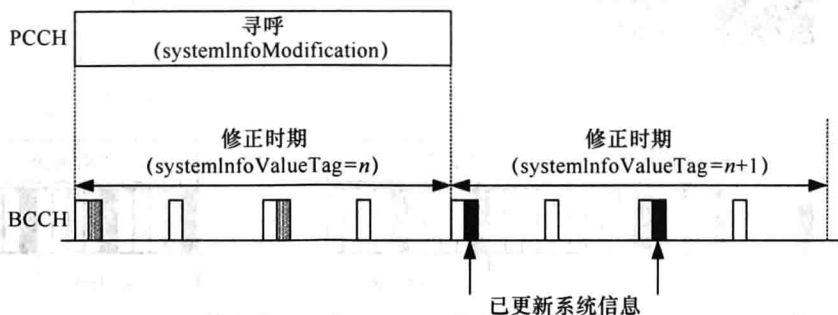 PCCH
寻呼
(systemInfoModification)
修正时期
(systemInfoValueTag=n)
修正时期
(systemInfoValueTag=n+1)
BCCH
已更新系统信息